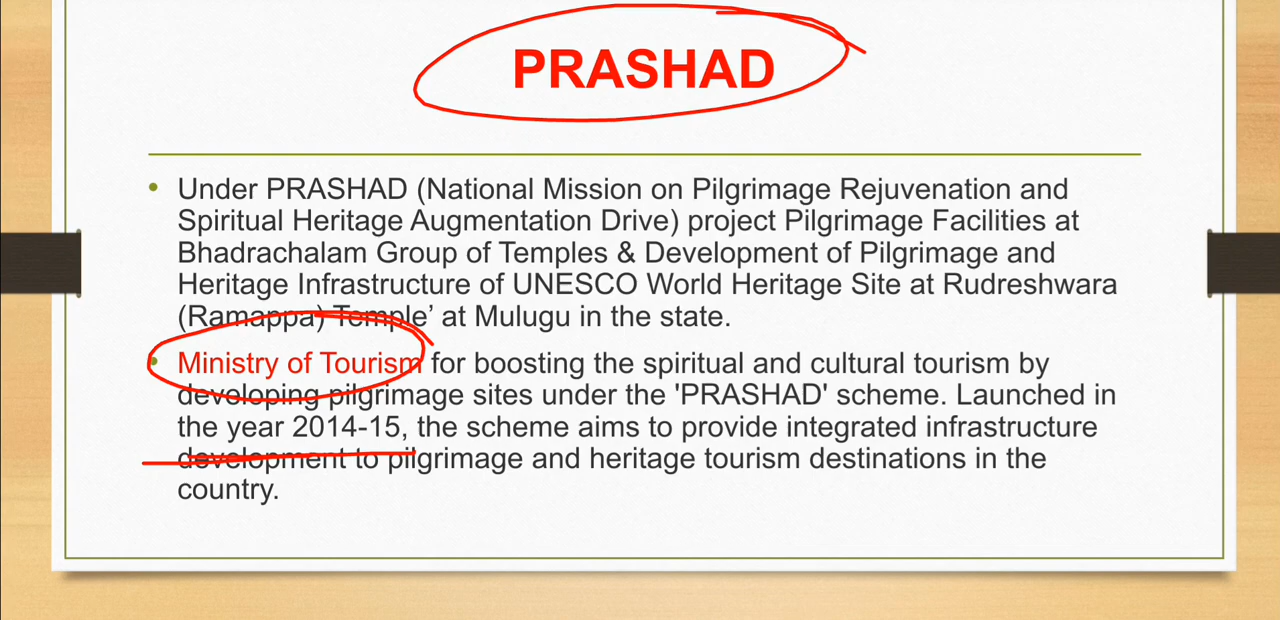 PRASHAD
• Under PRASHAD (National Mission on Pilgrimage Rejuvenation and
Spiritual Heritage Augmentation Drive) project Pilgrimage Facilities at
Bhadrachalam Group of Temples & Development of Pilgrimage and
Heritage Infrastructure of UNESCO World Heritage Site at Rudreshwara
(Ramappa) Temple’ at Mulugu in the state.
• Ministry of Tourism for boosting the spiritual and cultural tourism by
developing pilgrimage sites under the 'PRASHAD' scheme. Launched in
the year 2014-15, the scheme aims to provide integrated infrastructure
development to pilgrimage and heritage tourism destinations in the
country.